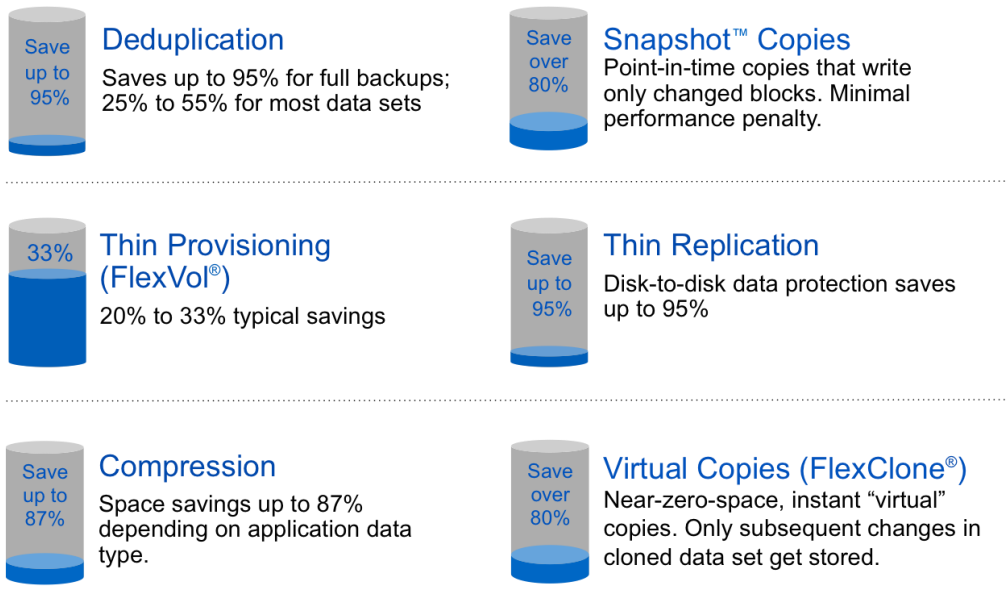 Save
up to
95%
Deduplication
Saves up to 95% for full backups;
25% to 55% for most data sets
Save
over
80%
Snapshot™ Copies
Point-in-time copies that write
only changed blocks. Minimal
performance penalty.
33%
Thin Provisioning
(FlexVol®)
20% to 33% typical savings
Save
up to
95%
Thin Replication
Disk-to-disk data protection saves
up to 95%
Save
up to
87%
Compression
Space savings up to 87%
depending on application data
type.
Save
over
80%
Virtual Copies (FlexClone®)
Near-zero-space, instant “virtual”
copies. Only subsequent changes in
cloned data set get stored.